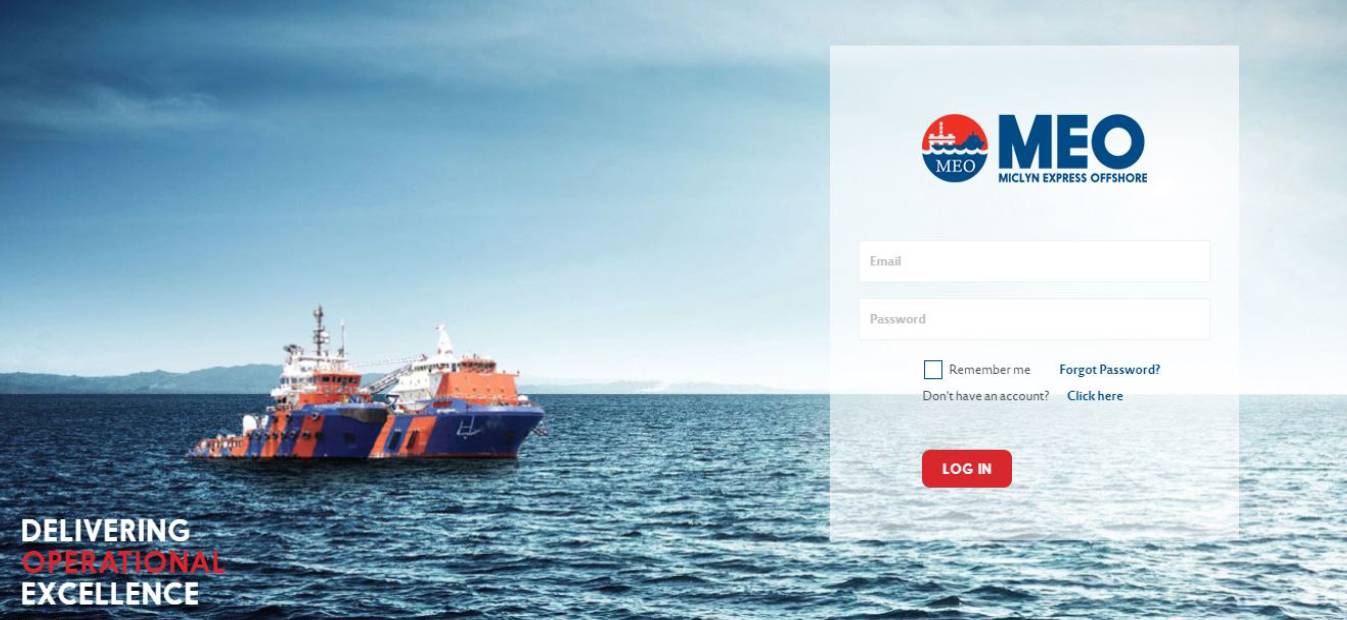 MEO
MEO
MICLYN EXPRESS OFFSHORE
Email
Password
Remember me Forgot Password?
Don't have an account? Click here
LOG IN
DELIVERING
OPERATIONAL
EXCELLENCE